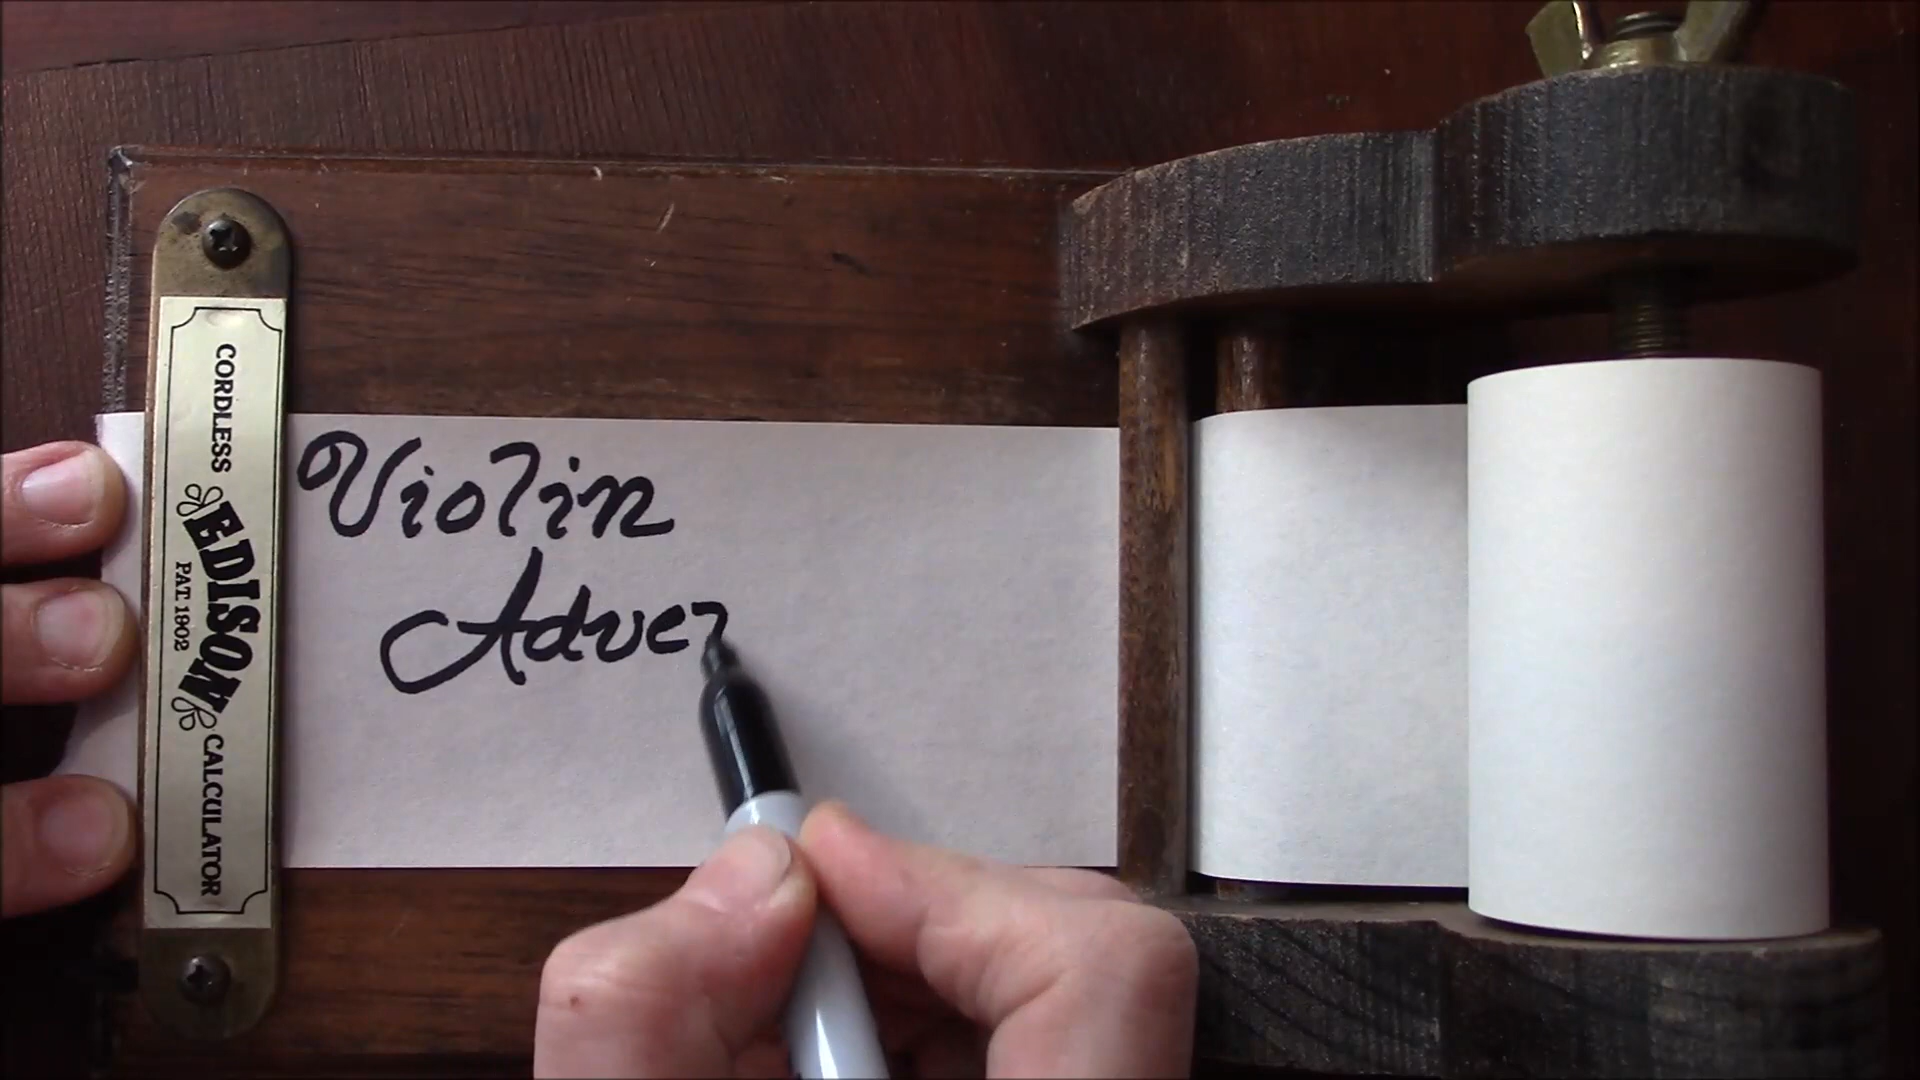 CORDLESS
EDISON
PAT. 1902
CALCULATOR
Violin
Adver